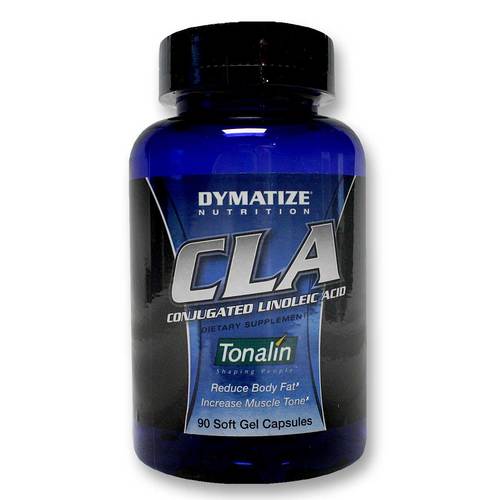 DYMATIZE®
NUTRITION
CLA
CONJUGATED LINOLEIC ACID
DIETARY SUPPLEMENT
Tonalin
Shaping People™
Reduce Body Fat*
Increase Muscle Tone*
90 Soft Gel Capsules